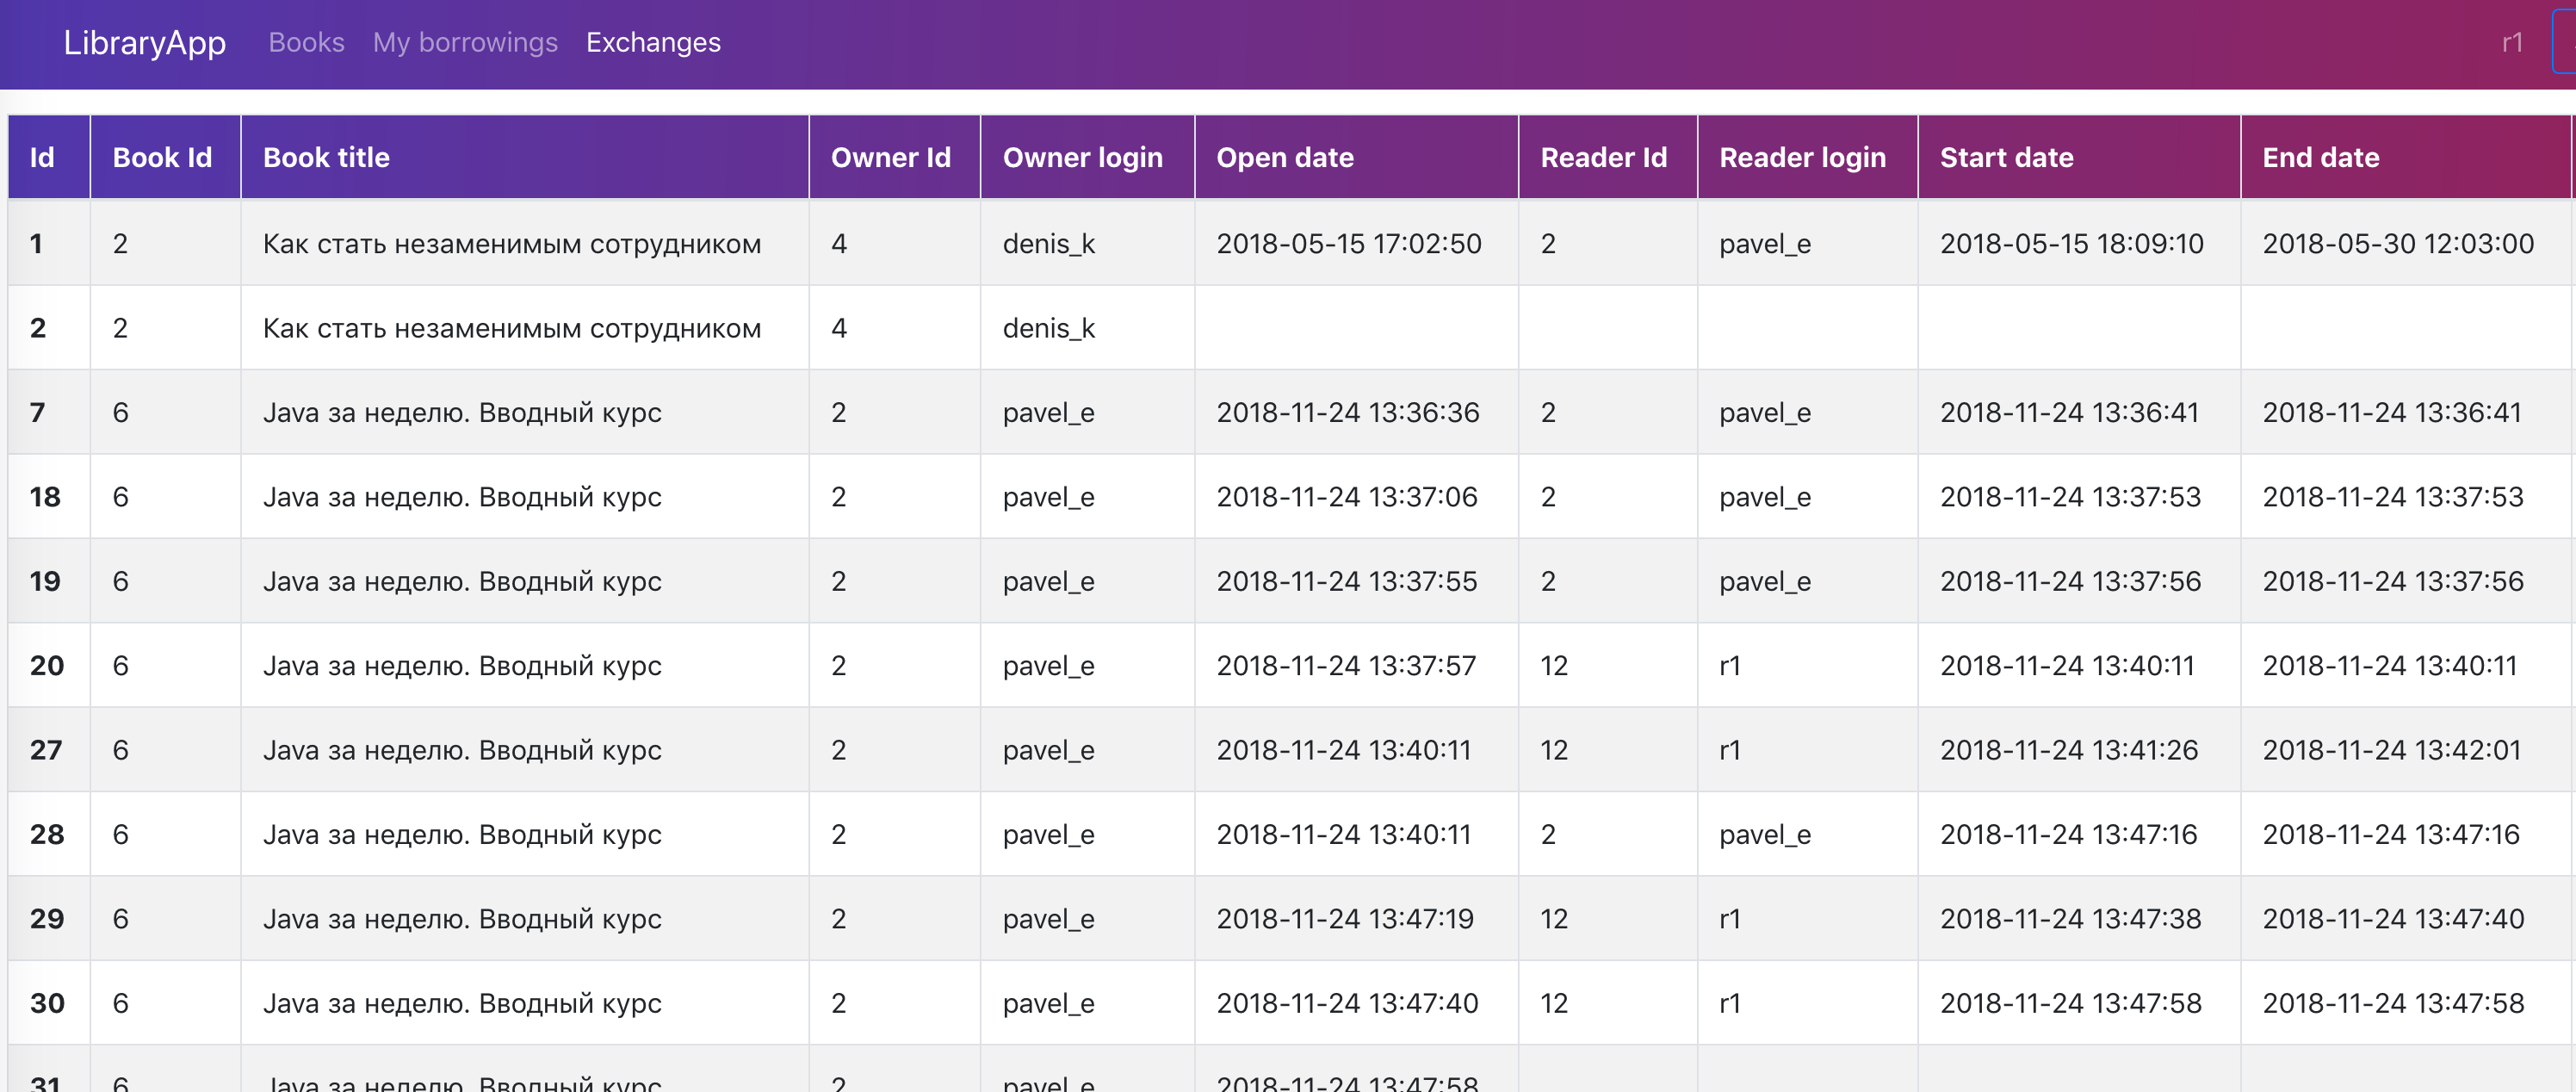 LibraryApp Books My borrowings Exchanges r1
Id Book Id Book title Owner Id Owner login Open date Reader Id Reader login Start date End date
1 2 Как стать незаменимым сотрудником 4 denis_k 2018-05-15 17:02:50 2 pavel_e 2018-05-15 18:09:10 2018-05-30 12:03:00
2 2 Как стать незаменимым сотрудником 4 denis_k
7 6 Java за неделю. Вводный курс 2 pavel_e 2018-11-24 13:36:36 2 pavel_e 2018-11-24 13:36:41 2018-11-24 13:36:41
18 6 Java за неделю. Вводный курс 2 pavel_e 2018-11-24 13:37:06 2 pavel_e 2018-11-24 13:37:53 2018-11-24 13:37:53
19 6 Java за неделю. Вводный курс 2 pavel_e 2018-11-24 13:37:55 2 pavel_e 2018-11-24 13:37:56 2018-11-24 13:37:56
20 6 Java за неделю. Вводный курс 2 pavel_e 2018-11-24 13:37:57 12 r1 2018-11-24 13:40:11 2018-11-24 13:40:11
27 6 Java за неделю. Вводный курс 2 pavel_e 2018-11-24 13:40:11 12 r1 2018-11-24 13:41:26 2018-11-24 13:42:01
28 6 Java за неделю. Вводный курс 2 pavel_e 2018-11-24 13:40:11 2 pavel_e 2018-11-24 13:47:16 2018-11-24 13:47:16
29 6 Java за неделю. Вводный курс 2 pavel_e 2018-11-24 13:47:19 12 r1 2018-11-24 13:47:38 2018-11-24 13:47:40
30 6 Java за неделю. Вводный курс 2 pavel_e 2018-11-24 13:47:40 12 r1 2018-11-24 13:47:58 2018-11-24 13:47:58
31 6 Java за неделю. Вводный курс 2 pavel_e 2018-11-24 13:47:58